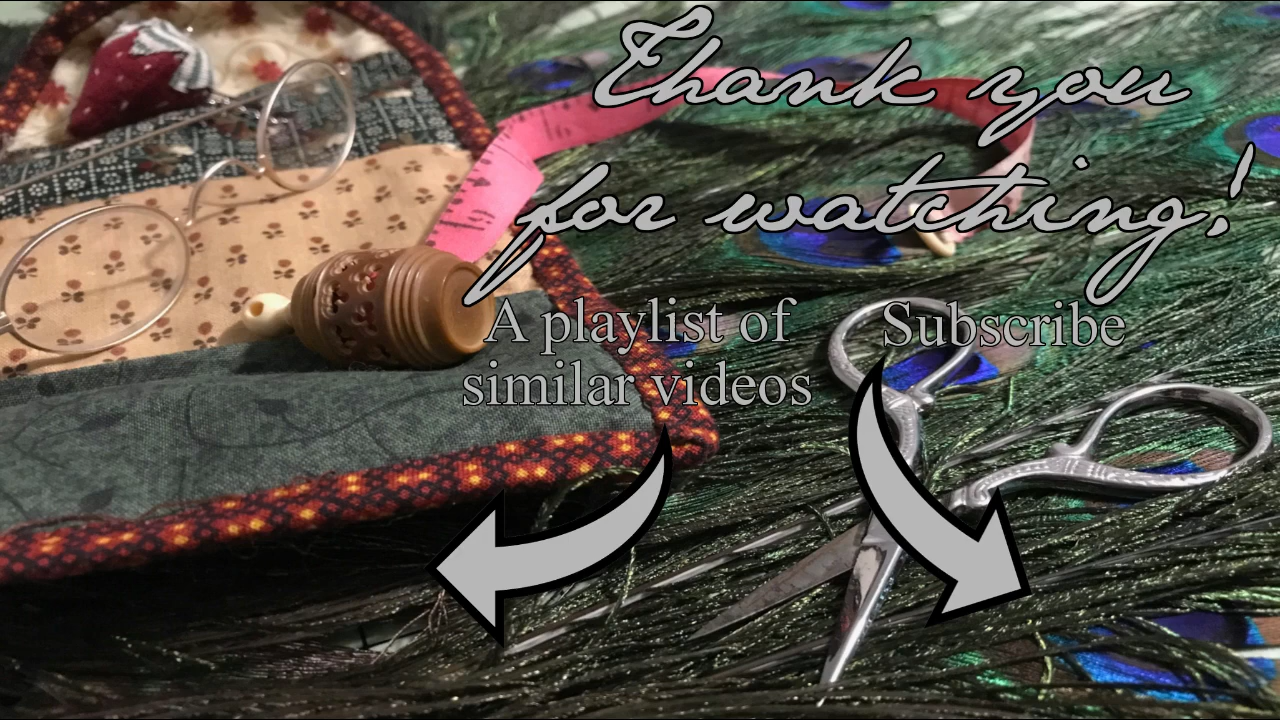 Thank you
for watching!
A playlist of
similar videos
Subscribe